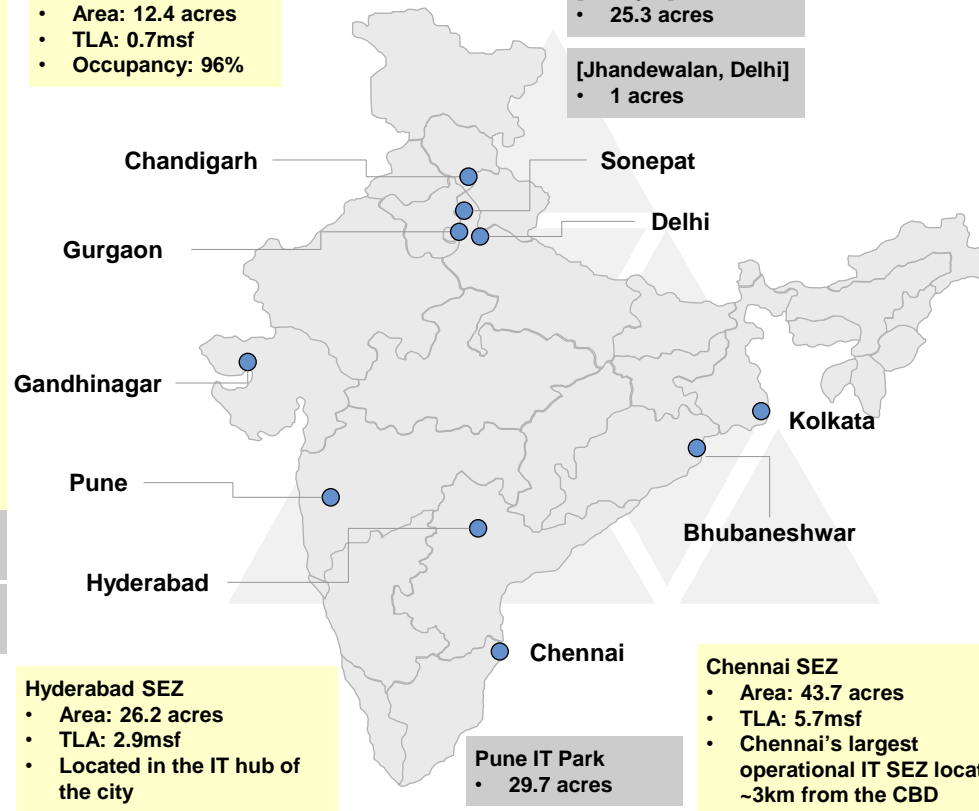 • Area: 12.4 acres
• TLA: 0.7msf
• Occupancy: 96%
• 25.3 acres
[Jhandewalan, Delhi]
• 1 acres
Chandigarh
Sonepat
Gurgaon
Delhi
Gandhinagar
Kolkata
Pune
Bhubaneshwar
Hyderabad
Chennai
Hyderabad SEZ
• Area: 26.2 acres
• TLA: 2.9msf
• Located in the IT hub of
the city
Pune IT Park
• 29.7 acres
Chennai SEZ
• Area: 43.7 acres
• TLA: 5.7msf
• Chennai's largest
operational IT SEZ locat
~3km from the CBD